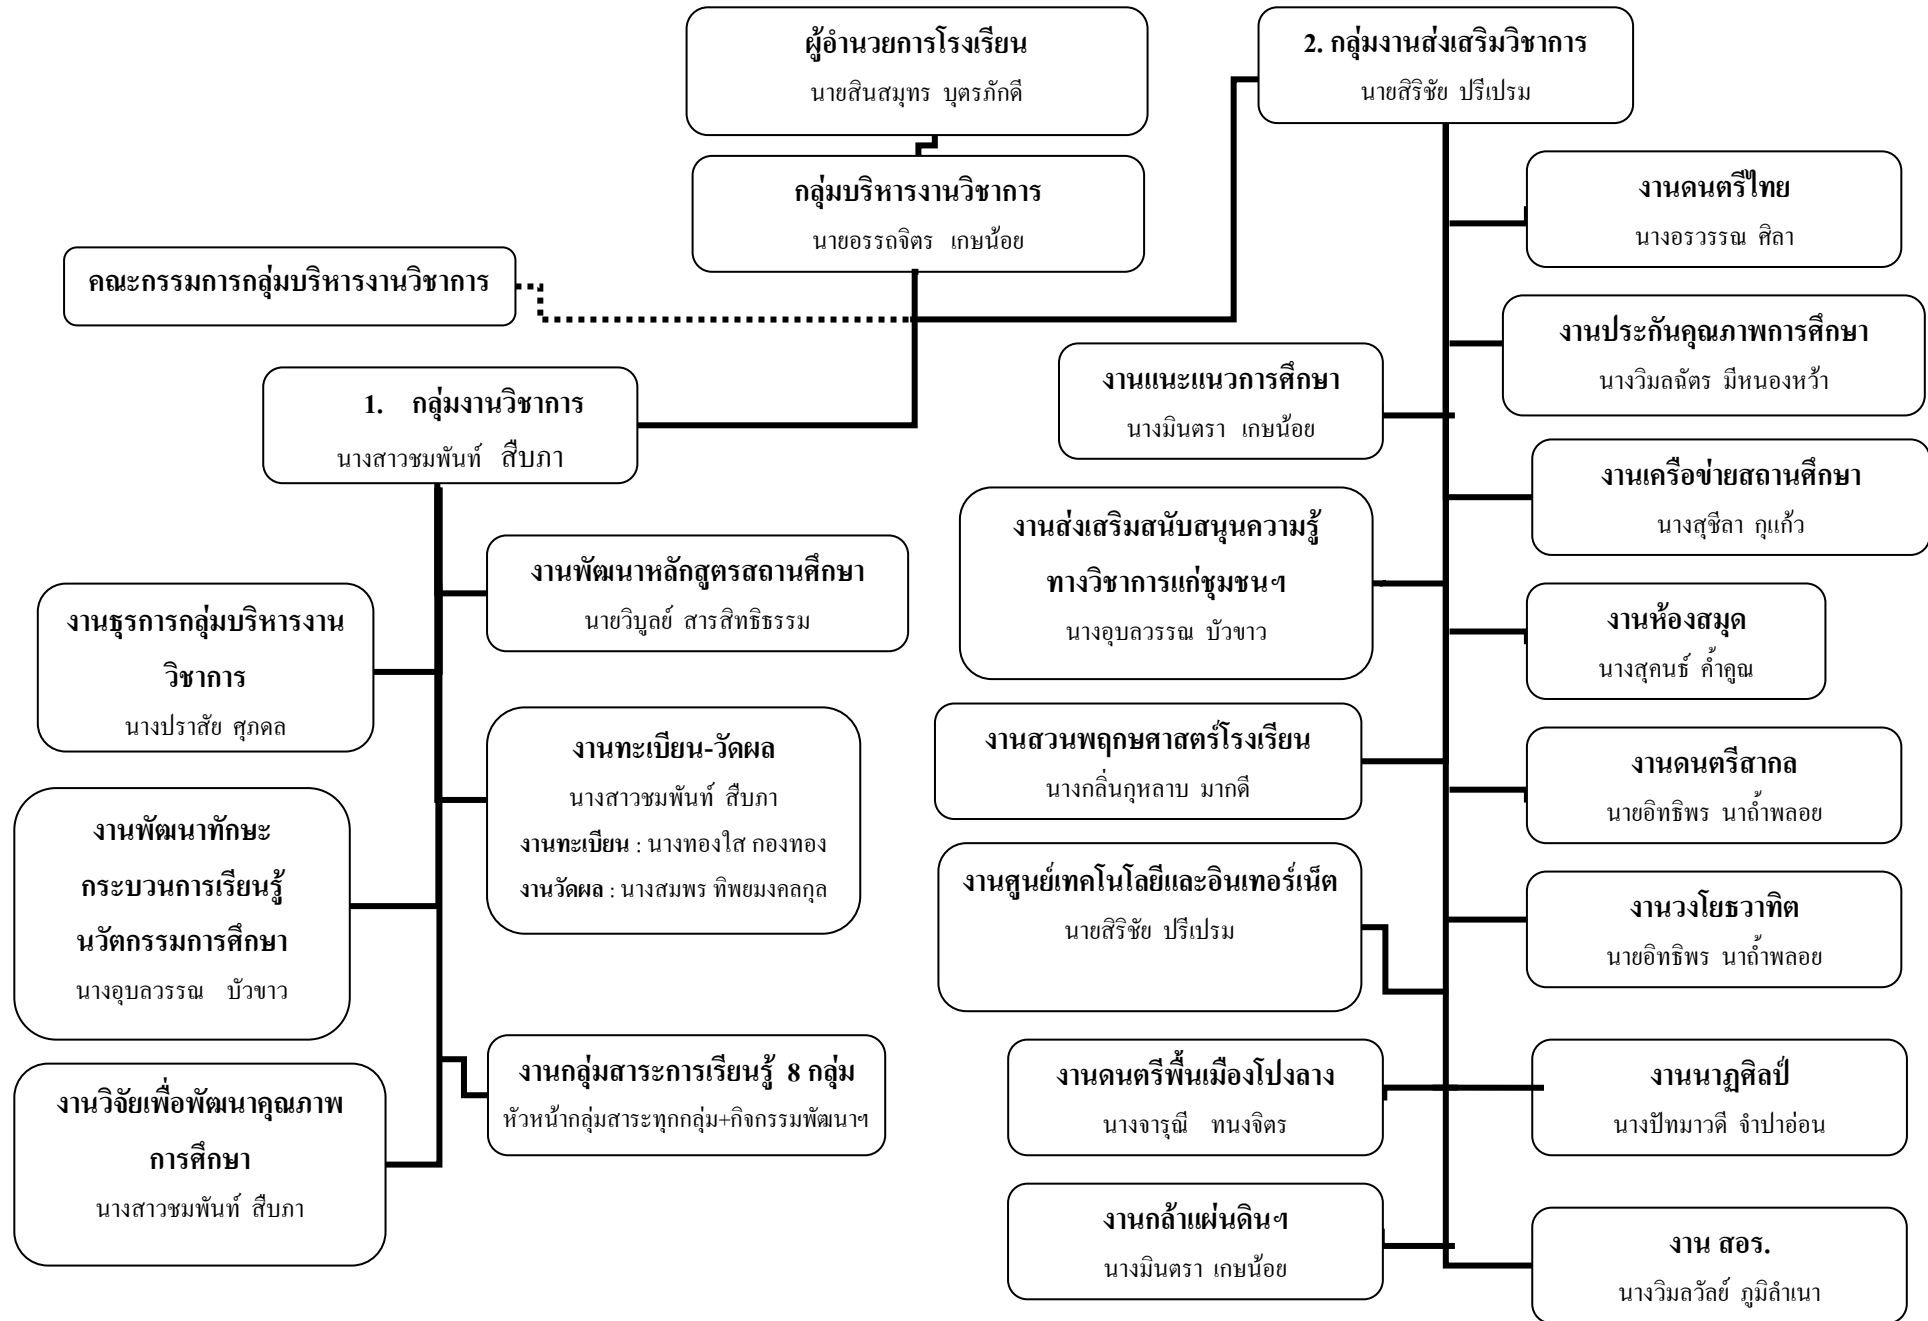 ผู้อำนวยการโรงเรียน
นายสินสมุทร บุตรภักดี
กลุ่มบริหารงานวิชาการ
นายอรรถจิตร เกษน้อย
คณะกรรมการกลุ่มบริหารงานวิชาการ
1. กลุ่มงานวิชาการ
นางสาวชมพันท์ สืบภา
งานพัฒนาหลักสูตรสถานศึกษา
นายวิบูลย์ สารสิทธิธรรม
งานธุรการกลุ่มบริหารงาน
วิชาการ
นางปราสัย ศุภดล
งานทะเบียน-วัดผล
นางสาวชมพันท์ สืบภา
งานทะเบียน : นางทองใส กองทอง
งานวัดผล : นางสมพร ทิพยมงคลกุล
งานพัฒนาทักษะ
กระบวนการเรียนรู้
นวัตกรรมการศึกษา
นางอุบลวรรณ บัวขาว
งานกลุ่มสาระการเรียนรู้ 8 กลุ่ม
หัวหน้ากลุ่มสาระทุกกลุ่ม+กิจกรรมพัฒนาฯ
งานวิจัยเพื่อพัฒนาคุณภาพ
การศึกษา
นางสาวชมพันท์ สืบภา
2. กลุ่มงานส่งเสริมวิชาการ
นายสิริชัย ปรีเปรม
งานดนตรีไทย
นางอรวรรณ ศิลา
งานประกันคุณภาพการศึกษา
นางวิมลฉัตร มีหนองหว้า
งานแนะแนวการศึกษา
นางมินตรา เกษน้อย
งานเครือข่ายสถานศึกษา
นางสุชีลา กุแก้ว
งานส่งเสริมสนับสนุนความรู้
ทางวิชาการแก่ชุมชนฯ
นางอุบลวรรณ บัวขาว
งานห้องสมุด
นางสุคนธ์ ค้ำคูณ
งานสวนพฤกษศาสตร์โรงเรียน
นางกลิ่นกุหลาบ มากดี
งานดนตรีสากล
นายอิทธิพร นาถ้ำพลอย
งานศูนย์เทคโนโลยีและอินเทอร์เน็ต
นายสิริชัย ปรีเปรม
งานวงโยธวาทิต
นายอิทธิพร นาถ้ำพลอย
งานดนตรีพื้นเมืองโปงลาง
นางจารุณี ทนงจิตร
งานนาฏศิลป์
นางปัทมาวดี จำปาอ่อน
งานกล้าแผ่นดินฯ
นางมินตรา เกษน้อย
งาน สอร.
นางวิมลวัลย์ ภูมิลำเนา